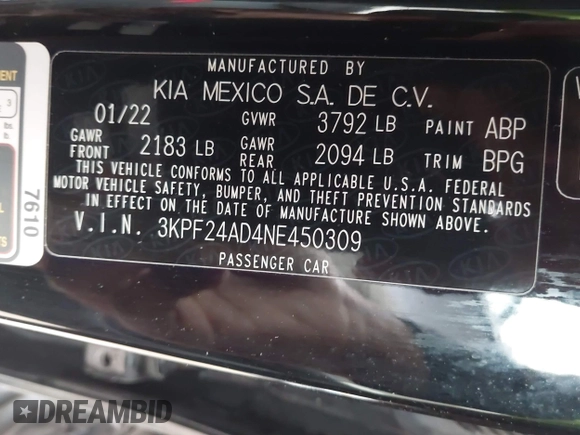 MANUFACTURED BY
KIA MEXICO S.A. DE C.V.
01/22 GVWR 3792 LB PAINT ABP
GAWR FRONT 2183 LB GAWR REAR 2094 LB TRIM BPG
THIS VEHICLE CONFORMS TO ALL APPLICABLE U.S.A. FEDERAL
MOTOR VEHICLE SAFETY, BUMPER, AND THEFT PREVENTION STANDARDS
IN EFFECT ON THE DATE OF MANUFACTURE SHOWN ABOVE.
V.I.N. 3KPF24AD4NE450309
PASSENGER CAR
7610
3
DREAMBID